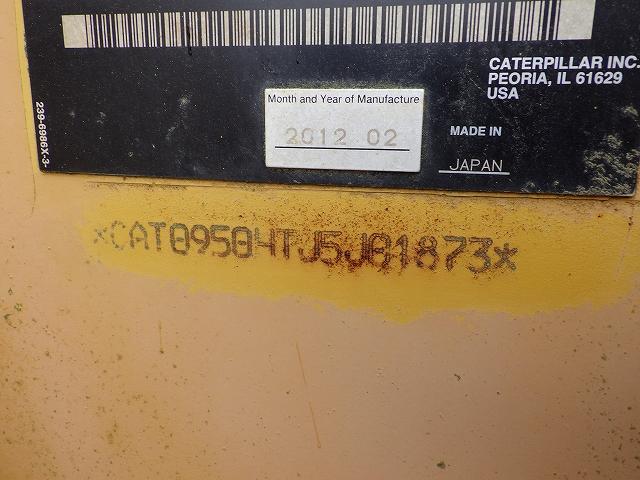 CATERPILLAR INC.
PEORIA, IL 61629
USA
Month and Year of Manufacture
2012 02
MADE IN
JAPAN
239-6986X-3-
*CAT09504TJ5J01873*